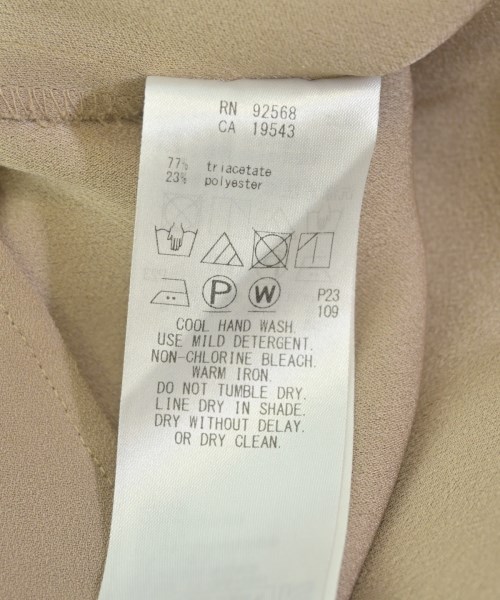 RN 92568
CA 19543
77% triacetate
23% polyester
P W P23
109
COOL HAND WASH.
USE MILD DETERGENT.
NON-CHLORINE BLEACH.
WARM IRON.
DO NOT TUMBLE DRY.
LINE DRY IN SHADE.
DRY WITHOUT DELAY.
OR DRY CLEAN.